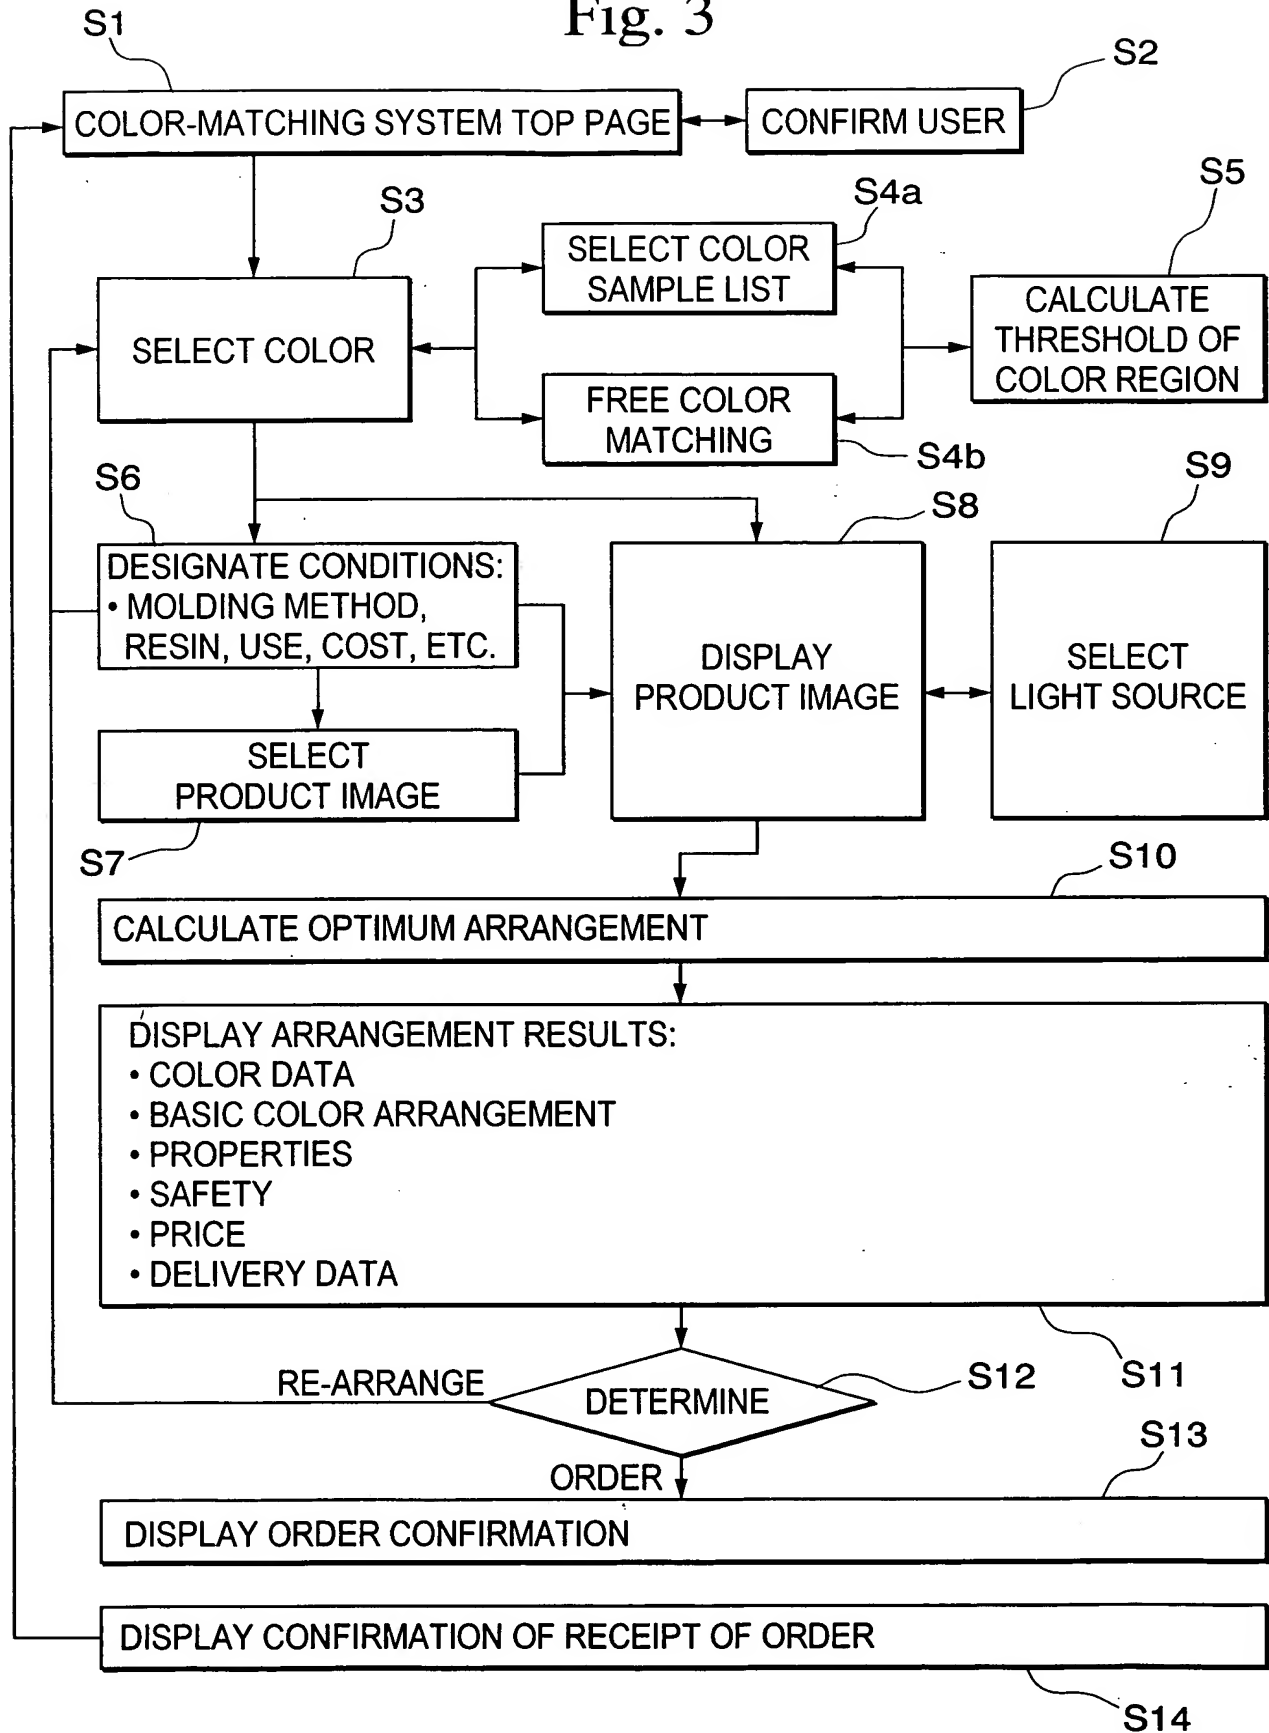 Fig. 3
S1
S2
COLOR-MATCHING SYSTEM TOP PAGE
CONFIRM USER
S3
S4a
S5
SELECT COLOR
SAMPLE LIST
SELECT COLOR
CALCULATE
THRESHOLD OF
COLOR REGION
FREE COLOR
MATCHING
S4b
S6
S8
S9
DESIGNATE CONDITIONS:
• MOLDING METHOD,
RESIN, USE, COST, ETC.
DISPLAY
PRODUCT IMAGE
SELECT
LIGHT SOURCE
SELECT
PRODUCT IMAGE
S7
S10
CALCULATE OPTIMUM ARRANGEMENT
DISPLAY ARRANGEMENT RESULTS:
• COLOR DATA
• BASIC COLOR ARRANGEMENT
• PROPERTIES
• SAFETY
• PRICE
• DELIVERY DATA
S11
RE-ARRANGE
DETERMINE
S12
S13
ORDER
DISPLAY ORDER CONFIRMATION
DISPLAY CONFIRMATION OF RECEIPT OF ORDER
S14